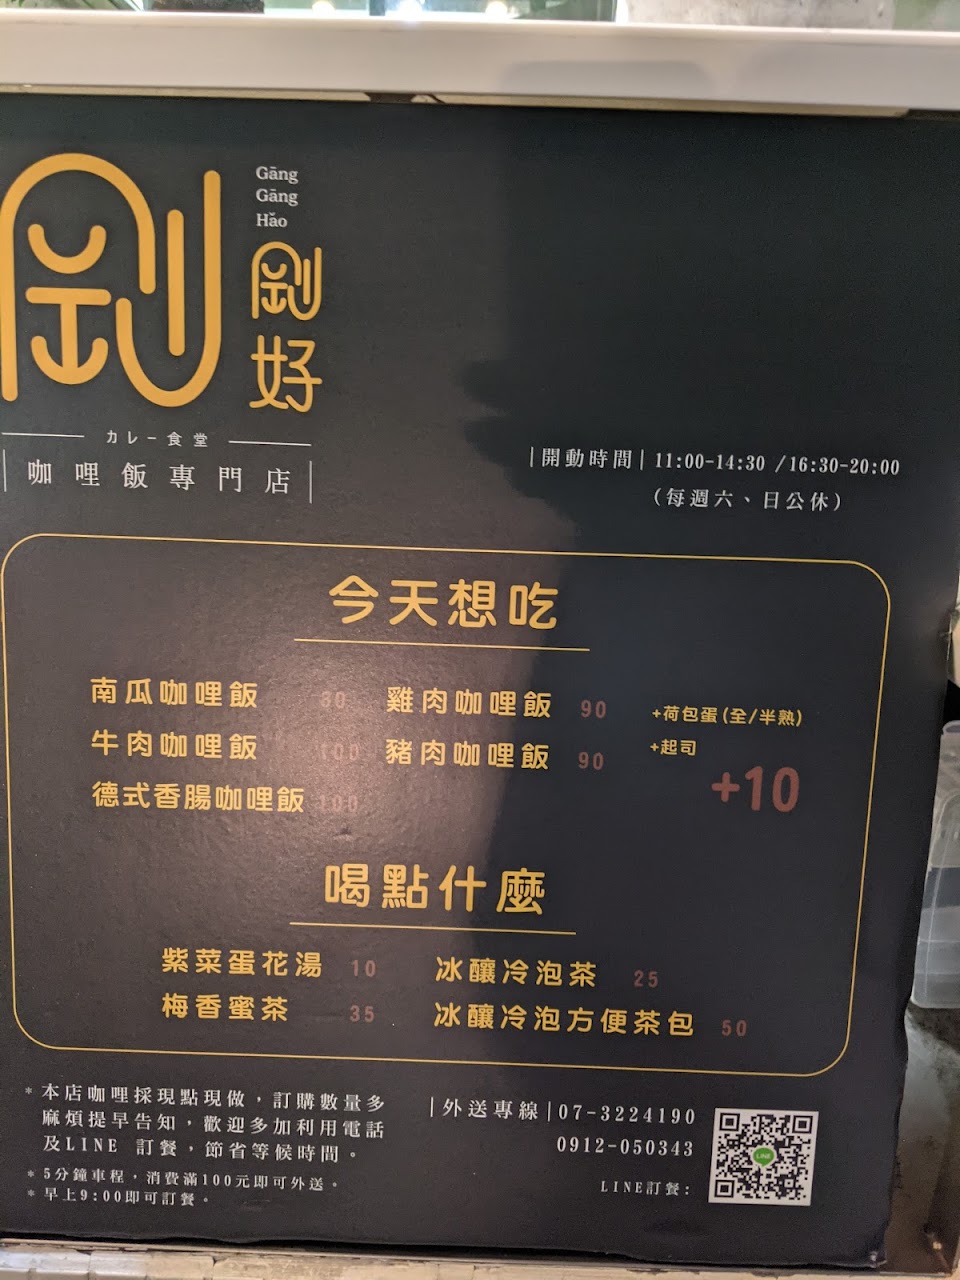 剛
Gāng
Gāng
Hǎo
剛
好
カレー食堂
咖哩飯專門店
|開動時間| 11:00-14:30 /16:30-20:00
(每週六、日公休)
今天想吃
南瓜咖哩飯 80 雞肉咖哩飯 90 +荷包蛋(全/半熟)
牛肉咖哩飯 100 豬肉咖哩飯 90 +起司
德式香腸咖哩飯 100 +10
喝點什麼
紫菜蛋花湯 10 冰釀冷泡茶 25
梅香蜜茶 35 冰釀冷泡方便茶包 50
*本店咖哩採現點現做,訂購數量多
麻煩提早告知,歡迎多加利用電話
及LINE 訂餐,節省等候時間。
*5分鐘車程,消費滿100元即可外送。
*早上9:00即可訂餐。
|外送專線|07-3224190
0912-050343
LINE訂餐:
LINE